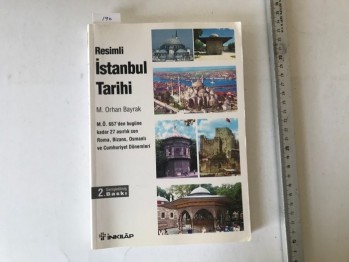 Resimli
İstanbul
Tarihi
M. Orhan Bayrak
M.Ö. 657'den bugüne
kadar 27 asırlık son
Roma, Bizans, Osmanlı
ve Cumhuriyet Dönemleri
2.
Baskı
İNKILÂP